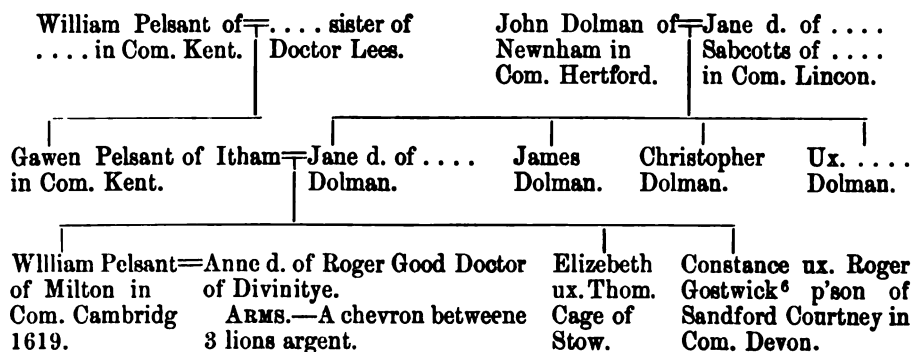 William Pelsant of=. . . . sister of
. . . . in Com. Kent. Doctor Lees.
John Dolman of=Jane d. of . . . .
Newnham in Sabcotts of . . . .
Com. Hertford. in Com. Lincon.
Gawen Pelsant of Itham=Jane d. of . . . .
in Com. Kent. Dolman.
James
Dolman.
Christopher
Dolman.
Ux. . . . .
Dolman.
William Pelsant=Anne d. of Roger Good Doctor
of Milton in of Divinitye.
Com. Cambridg ARMS.—A chevron betweene
1619. 3 lions argent.
Elizebeth
ux. Thom.
Cage of
Stow.
Constance ux. Roger
Gostwick⁶ p'son of
Sandford Courtney in
Com. Devon.